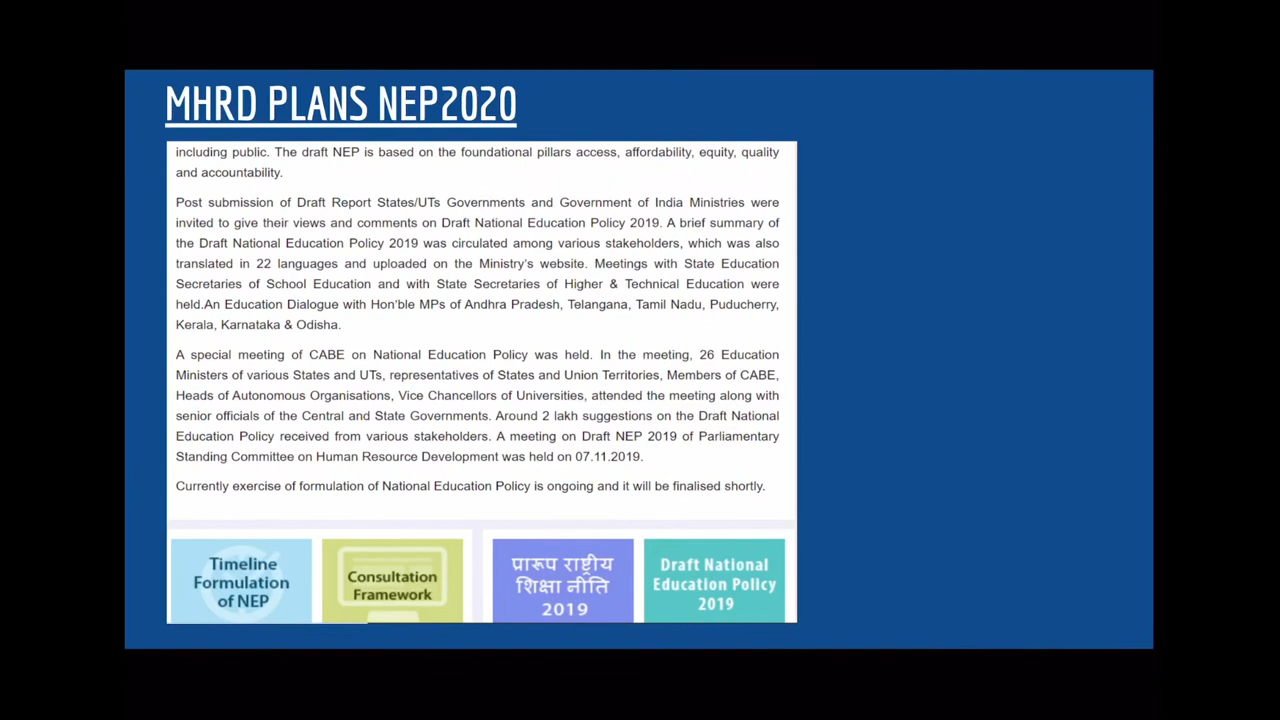 MHRD PLANS NEP2020
including public. The draft NEP is based on the foundational pillars access, affordability, equity, quality
and accountability.
Post submission of Draft Report States/UTs Governments and Government of India Ministries were
invited to give their views and comments on Draft National Education Policy 2019. A brief summary of
the Draft National Education Policy 2019 was circulated among various stakeholders, which was also
translated in 22 languages and uploaded on the Ministry's website. Meetings with State Education
Secretaries of School Education and with State Secretaries of Higher & Technical Education were
held.An Education Dialogue with Hon'ble MPs of Andhra Pradesh, Telangana, Tamil Nadu, Puducherry,
Kerala, Karnataka & Odisha.
A special meeting of CABE on National Education Policy was held. In the meeting, 26 Education
Ministers of various States and UTs, representatives of States and Union Territories, Members of CABE,
Heads of Autonomous Organisations, Vice Chancellors of Universities, attended the meeting along with
senior officials of the Central and State Governments. Around 2 lakh suggestions on the Draft National
Education Policy received from various stakeholders. A meeting on Draft NEP 2019 of Parliamentary
Standing Committee on Human Resource Development was held on 07.11.2019.
Currently exercise of formulation of National Education Policy is ongoing and it will be finalised shortly.
Timeline
Formulation
of NEP
Consultation
Framework
प्रारूप राष्ट्रीय
शिक्षा नीति
2019
Draft National
Education Policy
2019